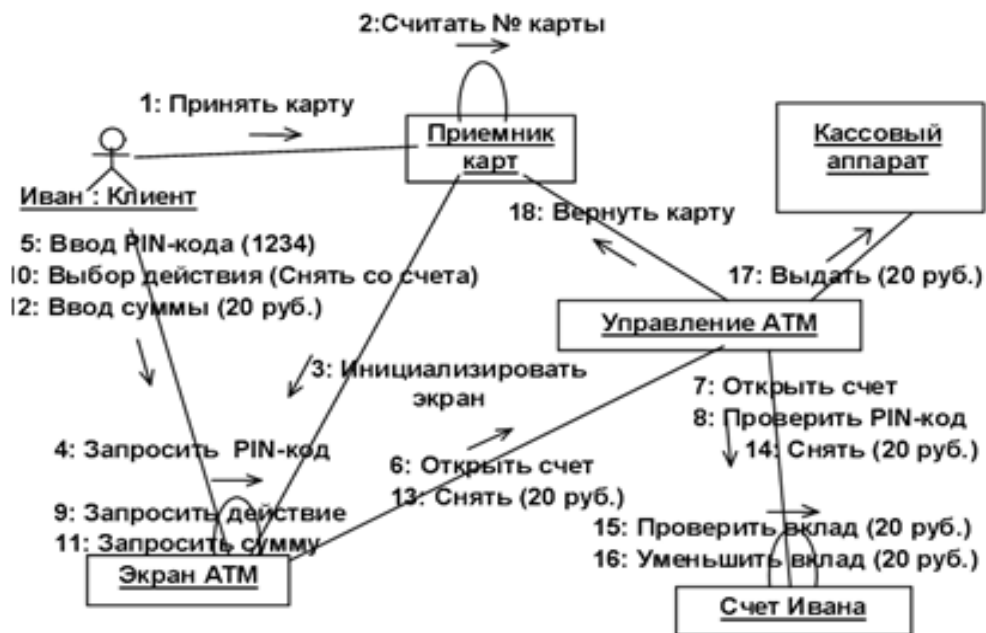 2:Считать № карты
1: Принять карту
Приемник
карт
Кассовый
аппарат
Иван : Клиент
18: Вернуть карту
5: Ввод PIN-кода (1234)
10: Выбор действия (Снять со счета)
12: Ввод суммы (20 руб.)
17: Выдать (20 руб.)
Управление АТМ
3: Инициализировать
экран
7: Открыть счет
8: Проверить PIN-код
14: Снять (20 руб.)
4: Запросить PIN-код
6: Открыть счет
13: Снять (20 руб.)
9: Запросить действие
11: Запросить сумму
15: Проверить вклад (20 руб.)
16: Уменьшить вклад (20 руб.)
Экран АТМ
Счет Ивана